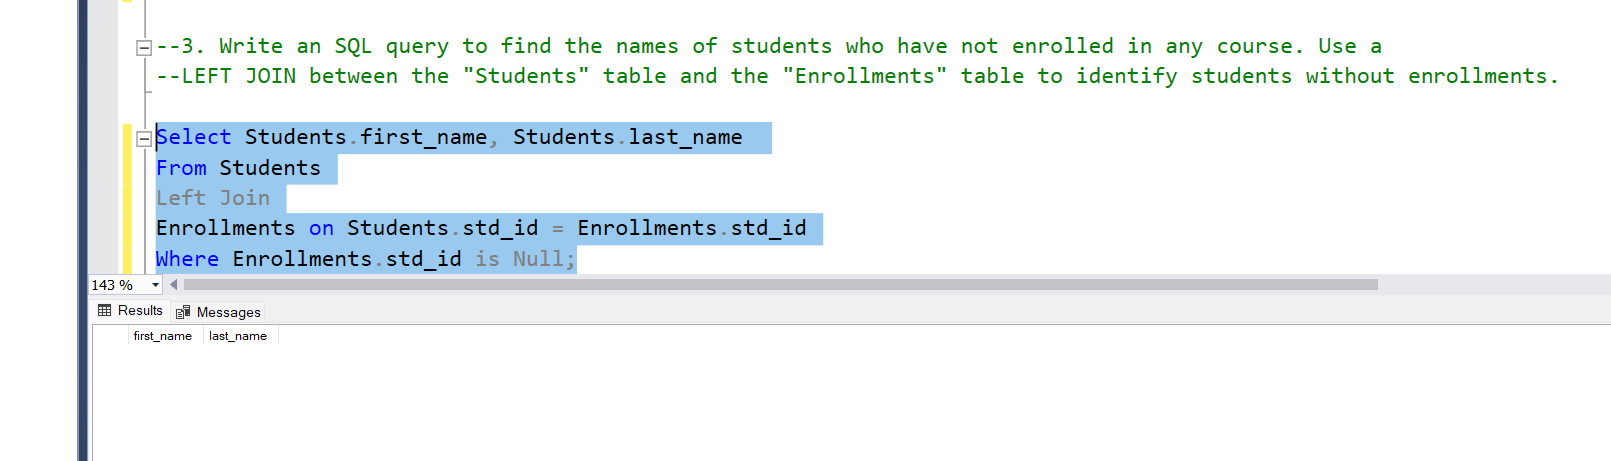 --3. Write an SQL query to find the names of students who have not enrolled in any course. Use a
--LEFT JOIN between the "Students" table and the "Enrollments" table to identify students without enrollments.
Select Students.first_name, Students.last_name
From Students
Left Join
Enrollments on Students.std_id = Enrollments.std_id
Where Enrollments.std_id is Null;
143 %
Results Messages
first_name last_name